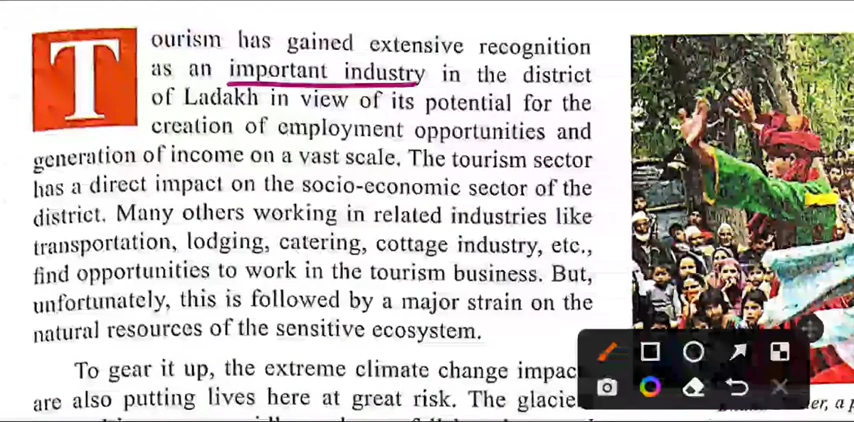 Tourism has gained extensive recognition
as an important industry in the district
of Ladakh in view of its potential for the
creation of employment opportunities and
generation of income on a vast scale. The tourism sector
has a direct impact on the socio-economic sector of the
district. Many others working in related industries like
transportation, lodging, catering, cottage industry, etc.,
find opportunities to work in the tourism business. But,
unfortunately, this is followed by a major strain on the
natural resources of the sensitive ecosystem.
To gear it up, the extreme climate change
are also putting lives here at great risk. The